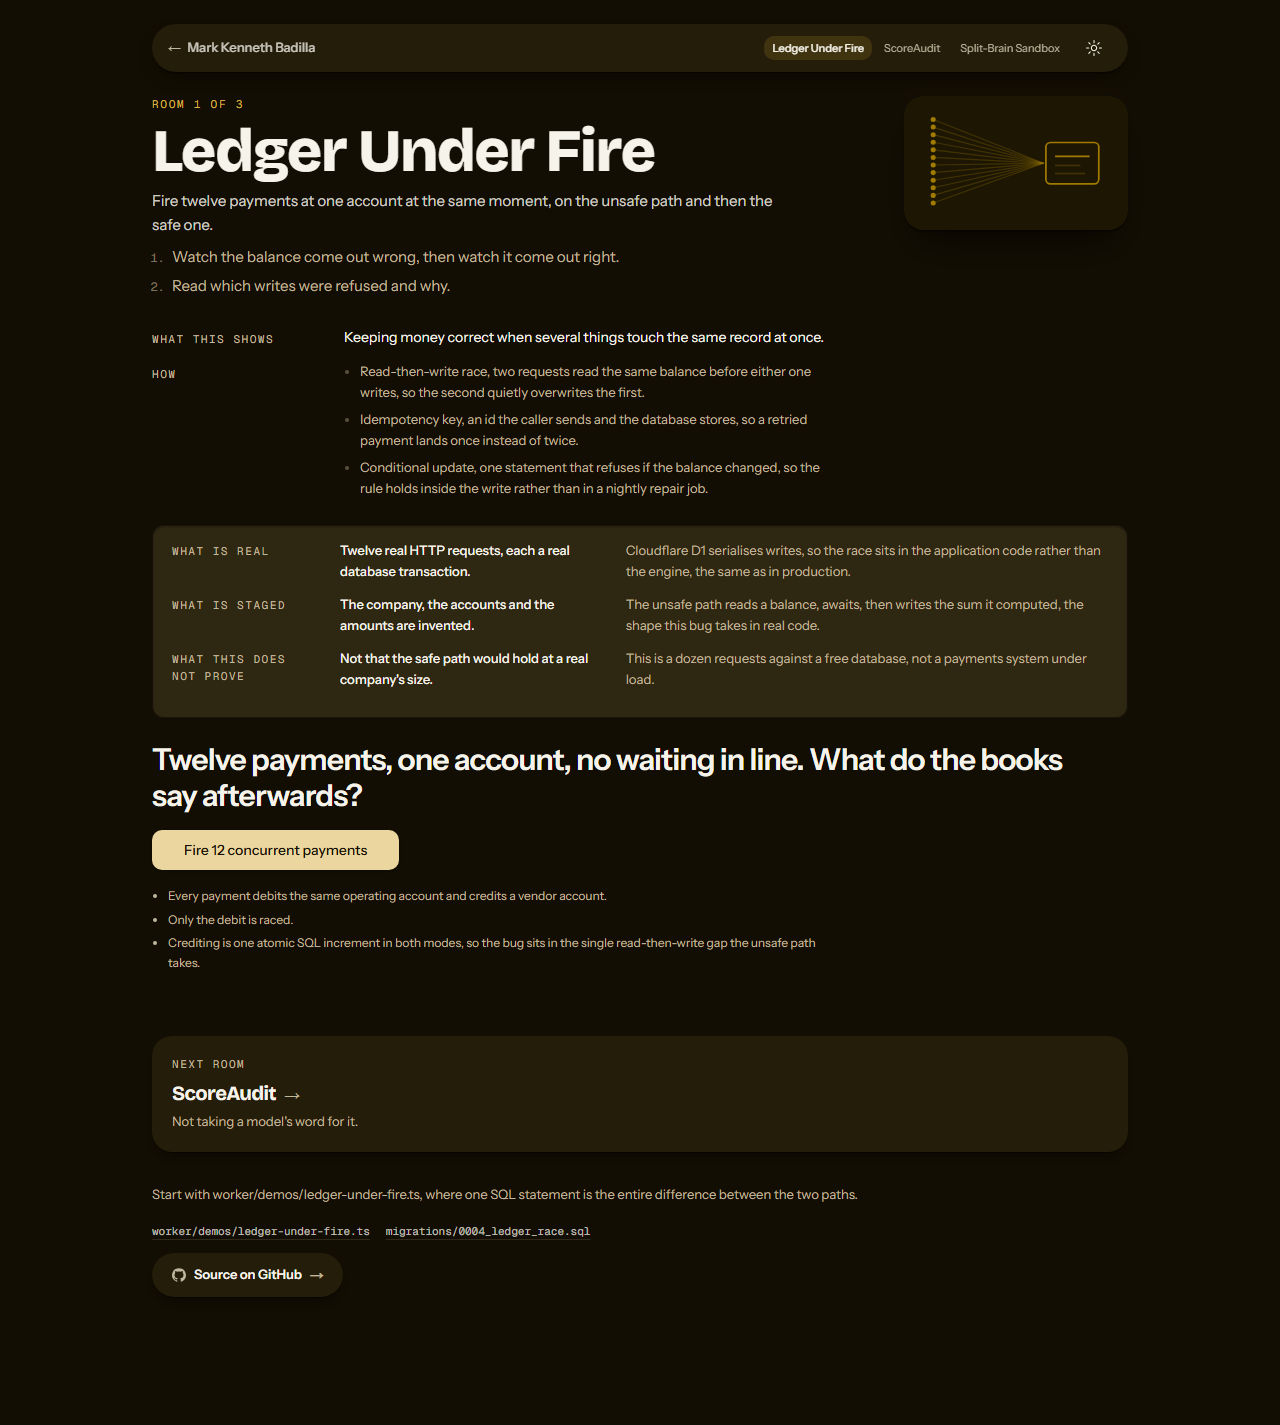 ← Mark Kenneth Badilla
Ledger Under Fire
ScoreAudit
Split-Brain Sandbox
ROOM 1 OF 3
Ledger Under Fire
Fire twelve payments at one account at the same moment, on the unsafe path and then the
safe one.
1. Watch the balance come out wrong, then watch it come out right.
2. Read which writes were refused and why.
WHAT THIS SHOWS
Keeping money correct when several things touch the same record at once.
HOW
• Read-then-write race, two requests read the same balance before either one
writes, so the second quietly overwrites the first.
• Idempotency key, an id the caller sends and the database stores, so a retried
payment lands once instead of twice.
• Conditional update, one statement that refuses if the balance changed, so the
rule holds inside the write rather than in a nightly repair job.
WHAT IS REAL
Twelve real HTTP requests, each a real
database transaction.
Cloudflare D1 serialises writes, so the race sits in the application code rather than
the engine, the same as in production.
WHAT IS STAGED
The company, the accounts and the
amounts are invented.
The unsafe path reads a balance, awaits, then writes the sum it computed, the
shape this bug takes in real code.
WHAT THIS DOES
NOT PROVE
Not that the safe path would hold at a real
company's size.
This is a dozen requests against a free database, not a payments system under
load.
Twelve payments, one account, no waiting in line. What do the books
say afterwards?
Fire 12 concurrent payments
• Every payment debits the same operating account and credits a vendor account.
• Only the debit is raced.
• Crediting is one atomic SQL increment in both modes, so the bug sits in the single read-then-write gap the unsafe path
takes.
NEXT ROOM
ScoreAudit →
Not taking a model's word for it.
Start with worker/demos/ledger-under-fire.ts, where one SQL statement is the entire difference between the two paths.
worker/demos/ledger-under-fire.ts
migrations/0004_ledger_race.sql
Source on GitHub →